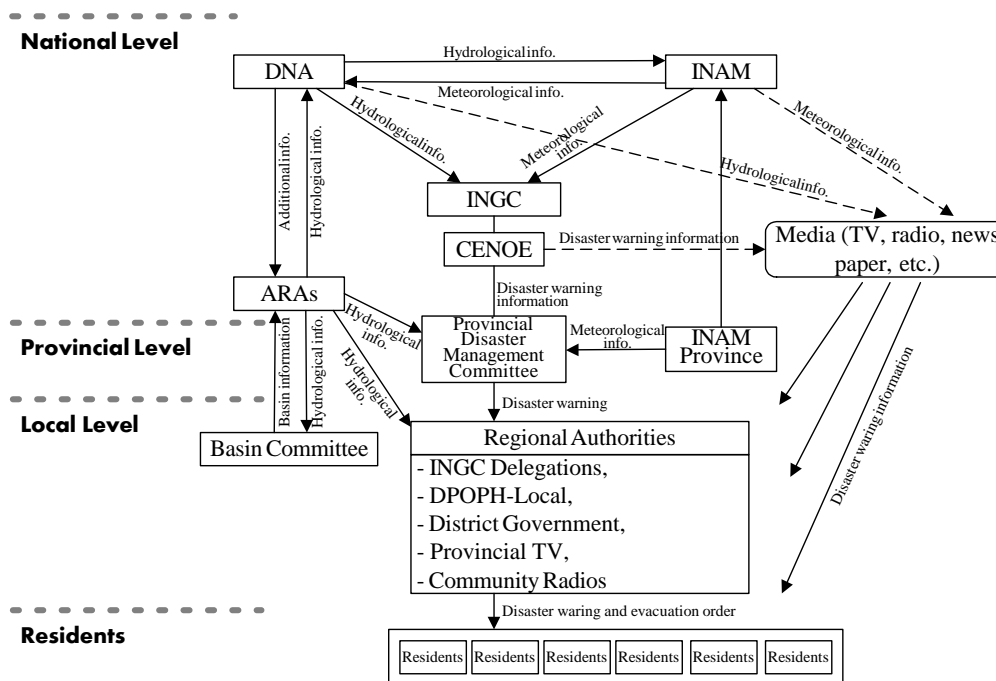 National Level
DNA
Hydrological info.
INAM
Meteorological info.
Hydrological info.
Meteorological
info.
Meteorological info.
Additional info.
Hydrological info.
Hydrological info.
INGC
CENOE
Disaster warning information
Media (TV, radio, news
paper, etc.)
ARAs
Disaster warning
information
Provincial Level
Hydrological
info.
Provincial
Disaster
Management
Committee
Meteorological
info.
INAM
Province
Basin information
Hydrological info.
Hydrological
info.
Disaster waring information
Local Level
Disaster warning
Basin Committee
Regional Authorities
- INGC Delegations,
- DPOPH-Local,
- District Government,
- Provincial TV,
- Community Radios
Disaster waring and evacuation order
Residents
Residents
Residents
Residents
Residents
Residents
Residents